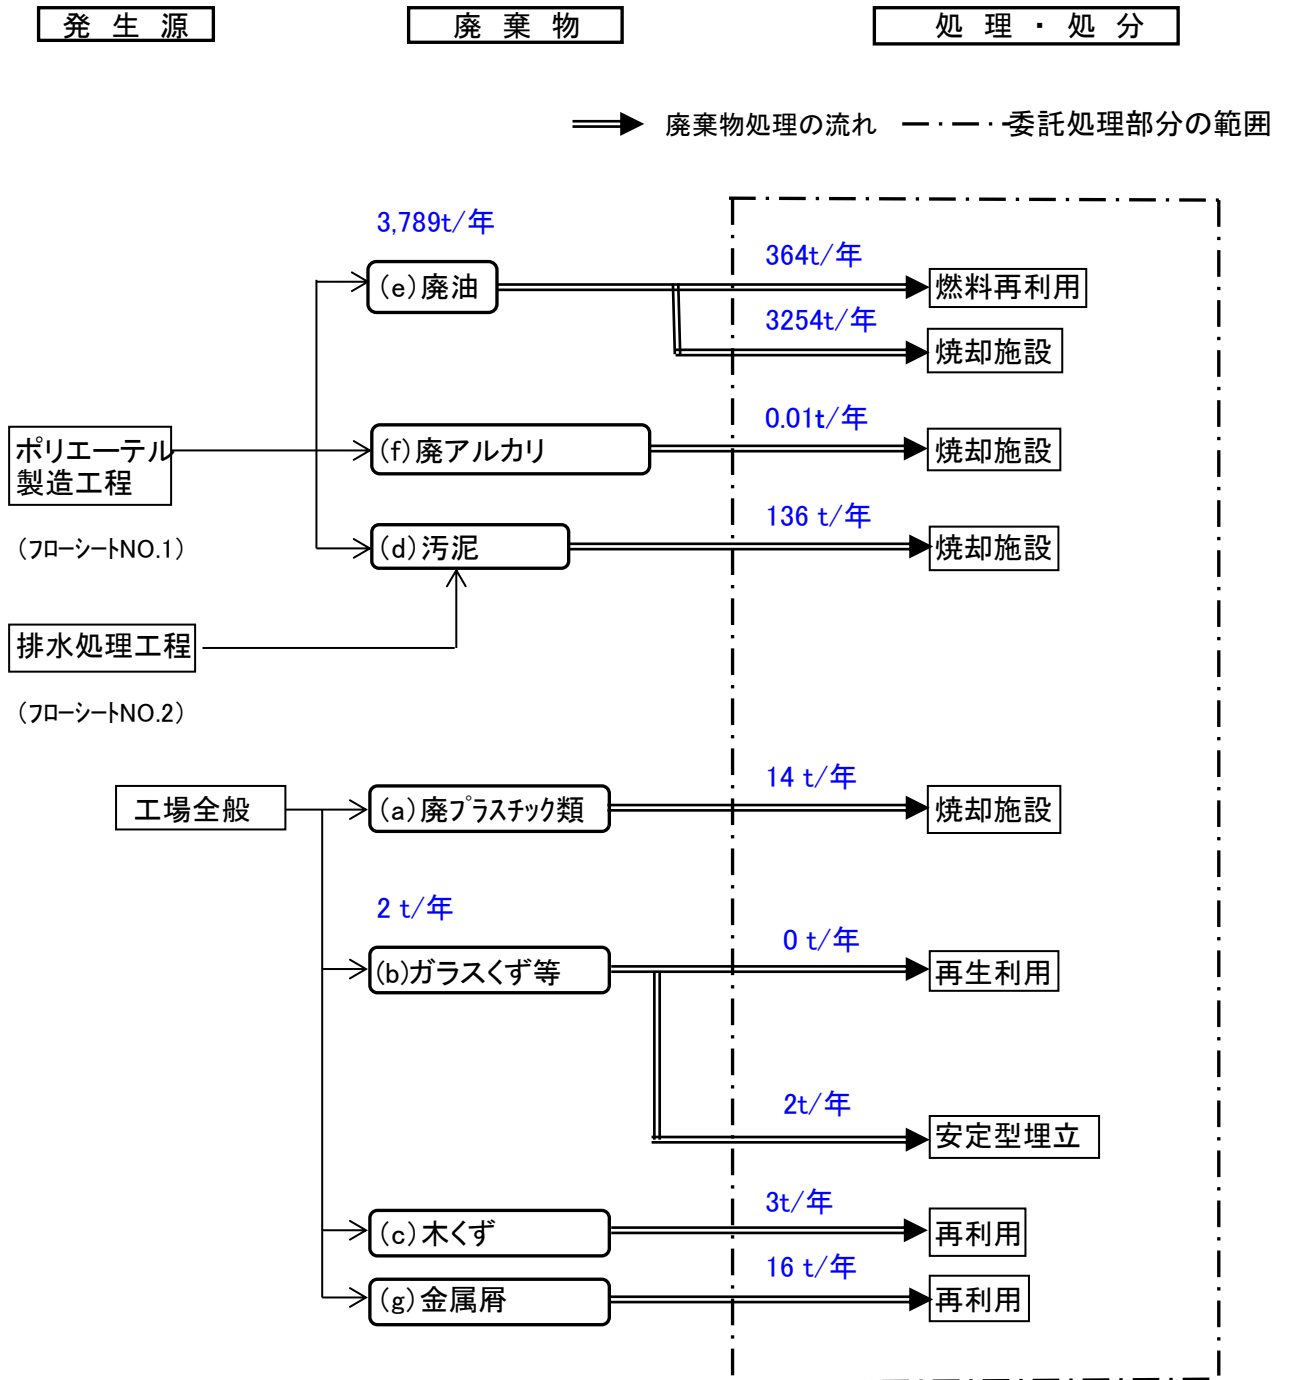 発 生 源
廃 棄 物
処 理 ・ 処 分
廃棄物処理の流れ
委託処理部分の範囲
3,789t/年
364t/年
(e)廃油
燃料再利用
3254t/年
焼却施設
0.01t/年
ポリエーテル
製造工程
(f)廃アルカリ
焼却施設
136 t/年
(ﾌﾛｰｼｰﾄNO.1)
(d)汚泥
焼却施設
排水処理工程
(ﾌﾛｰｼｰﾄNO.2)
14 t/年
工場全般
(a)廃ﾌﾟﾗｽﾁｯｸ類
焼却施設
2 t/年
0 t/年
(b)ガラスくず等
再生利用
2t/年
安定型埋立
3t/年
(c)木くず
再利用
16 t/年
(g)金属屑
再利用